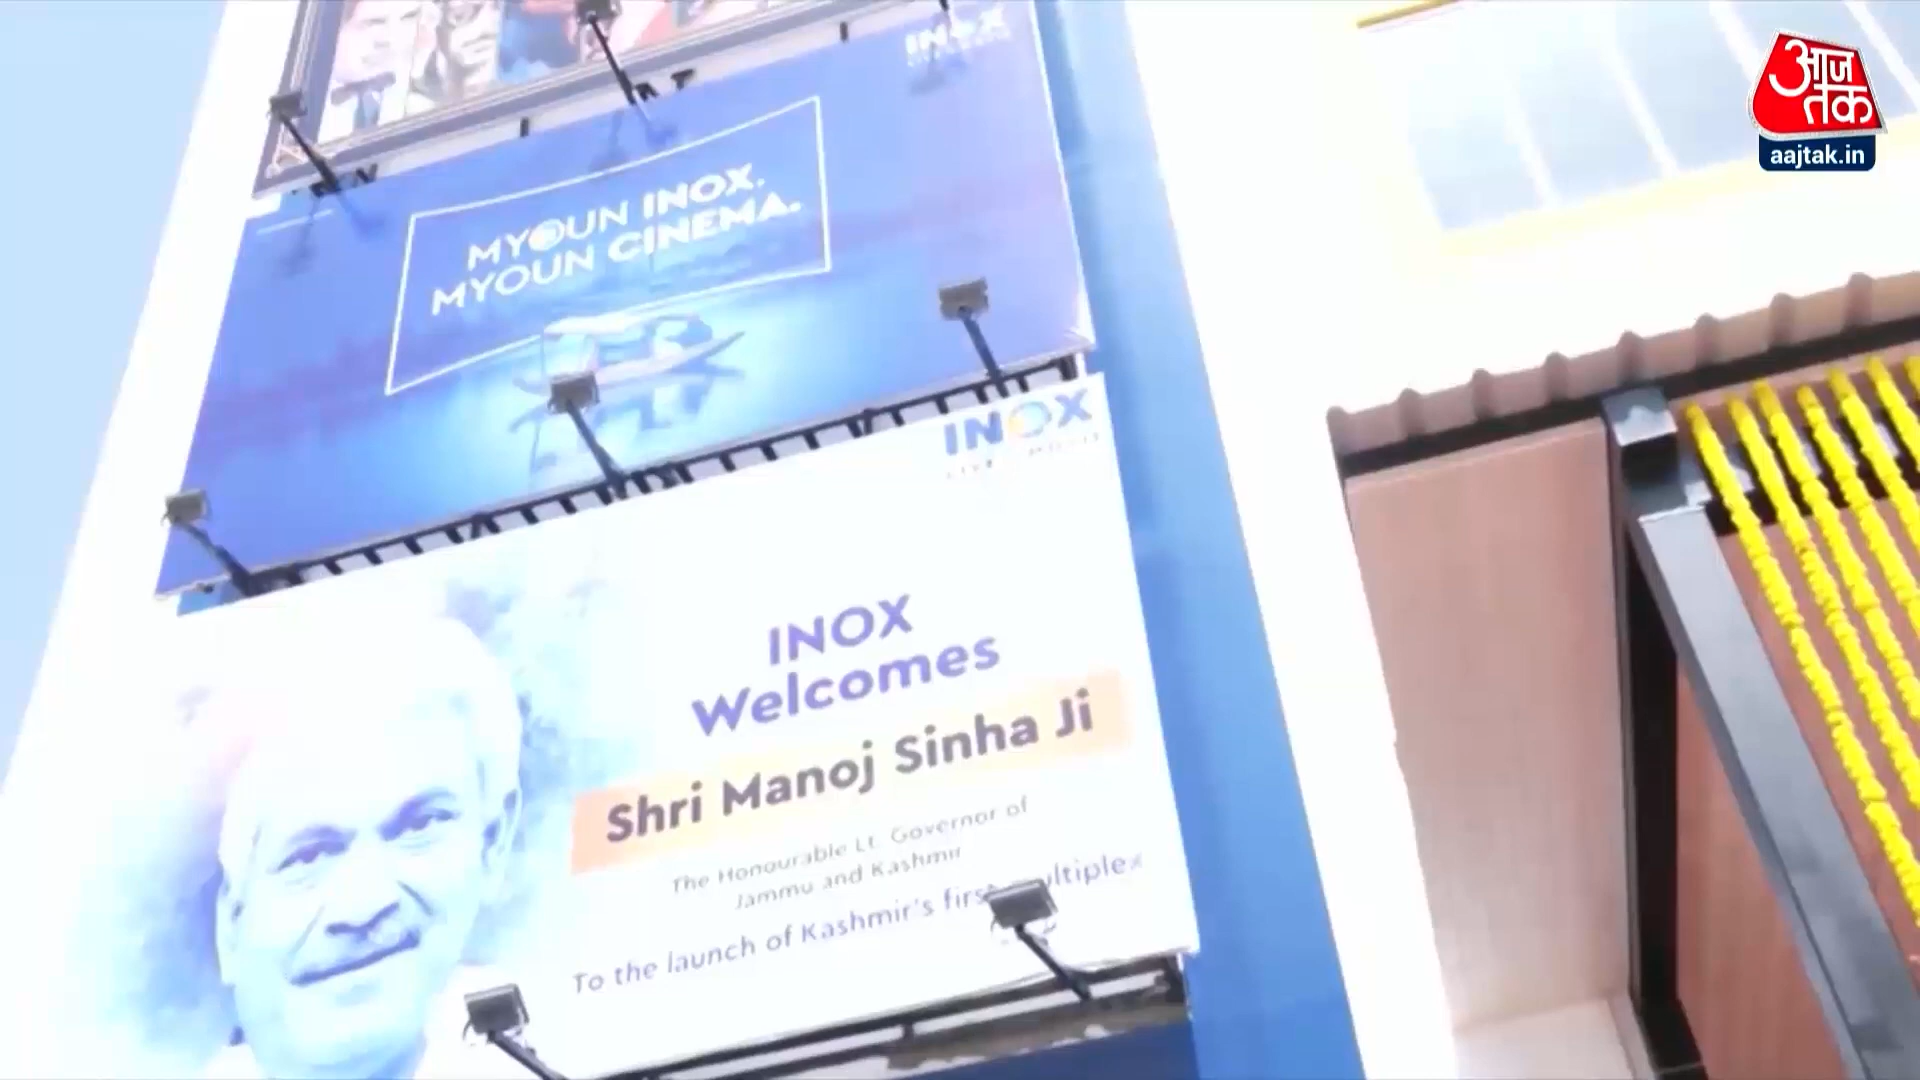 INOX
आज
तक
aajtak.in
MYOUN INOX.
MYOUN CINEMA.
INOX
INOX
Welcomes
Shri Manoj Sinha Ji
The Honourable Lt. Governor of
Jammu and Kashmir
To the launch of Kashmir's first multiplex